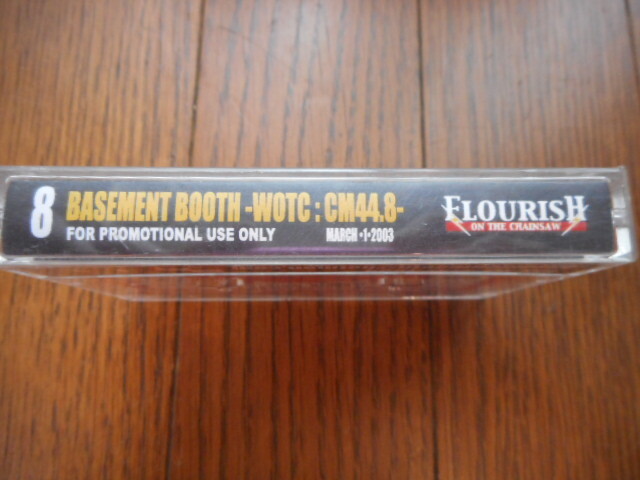 8
BASEMENT BOOTH -WOTC : CM44.8-
FOR PROMOTIONAL USE ONLY MARCH・1・2003
FLOURISH
ON THE CHAINSAW